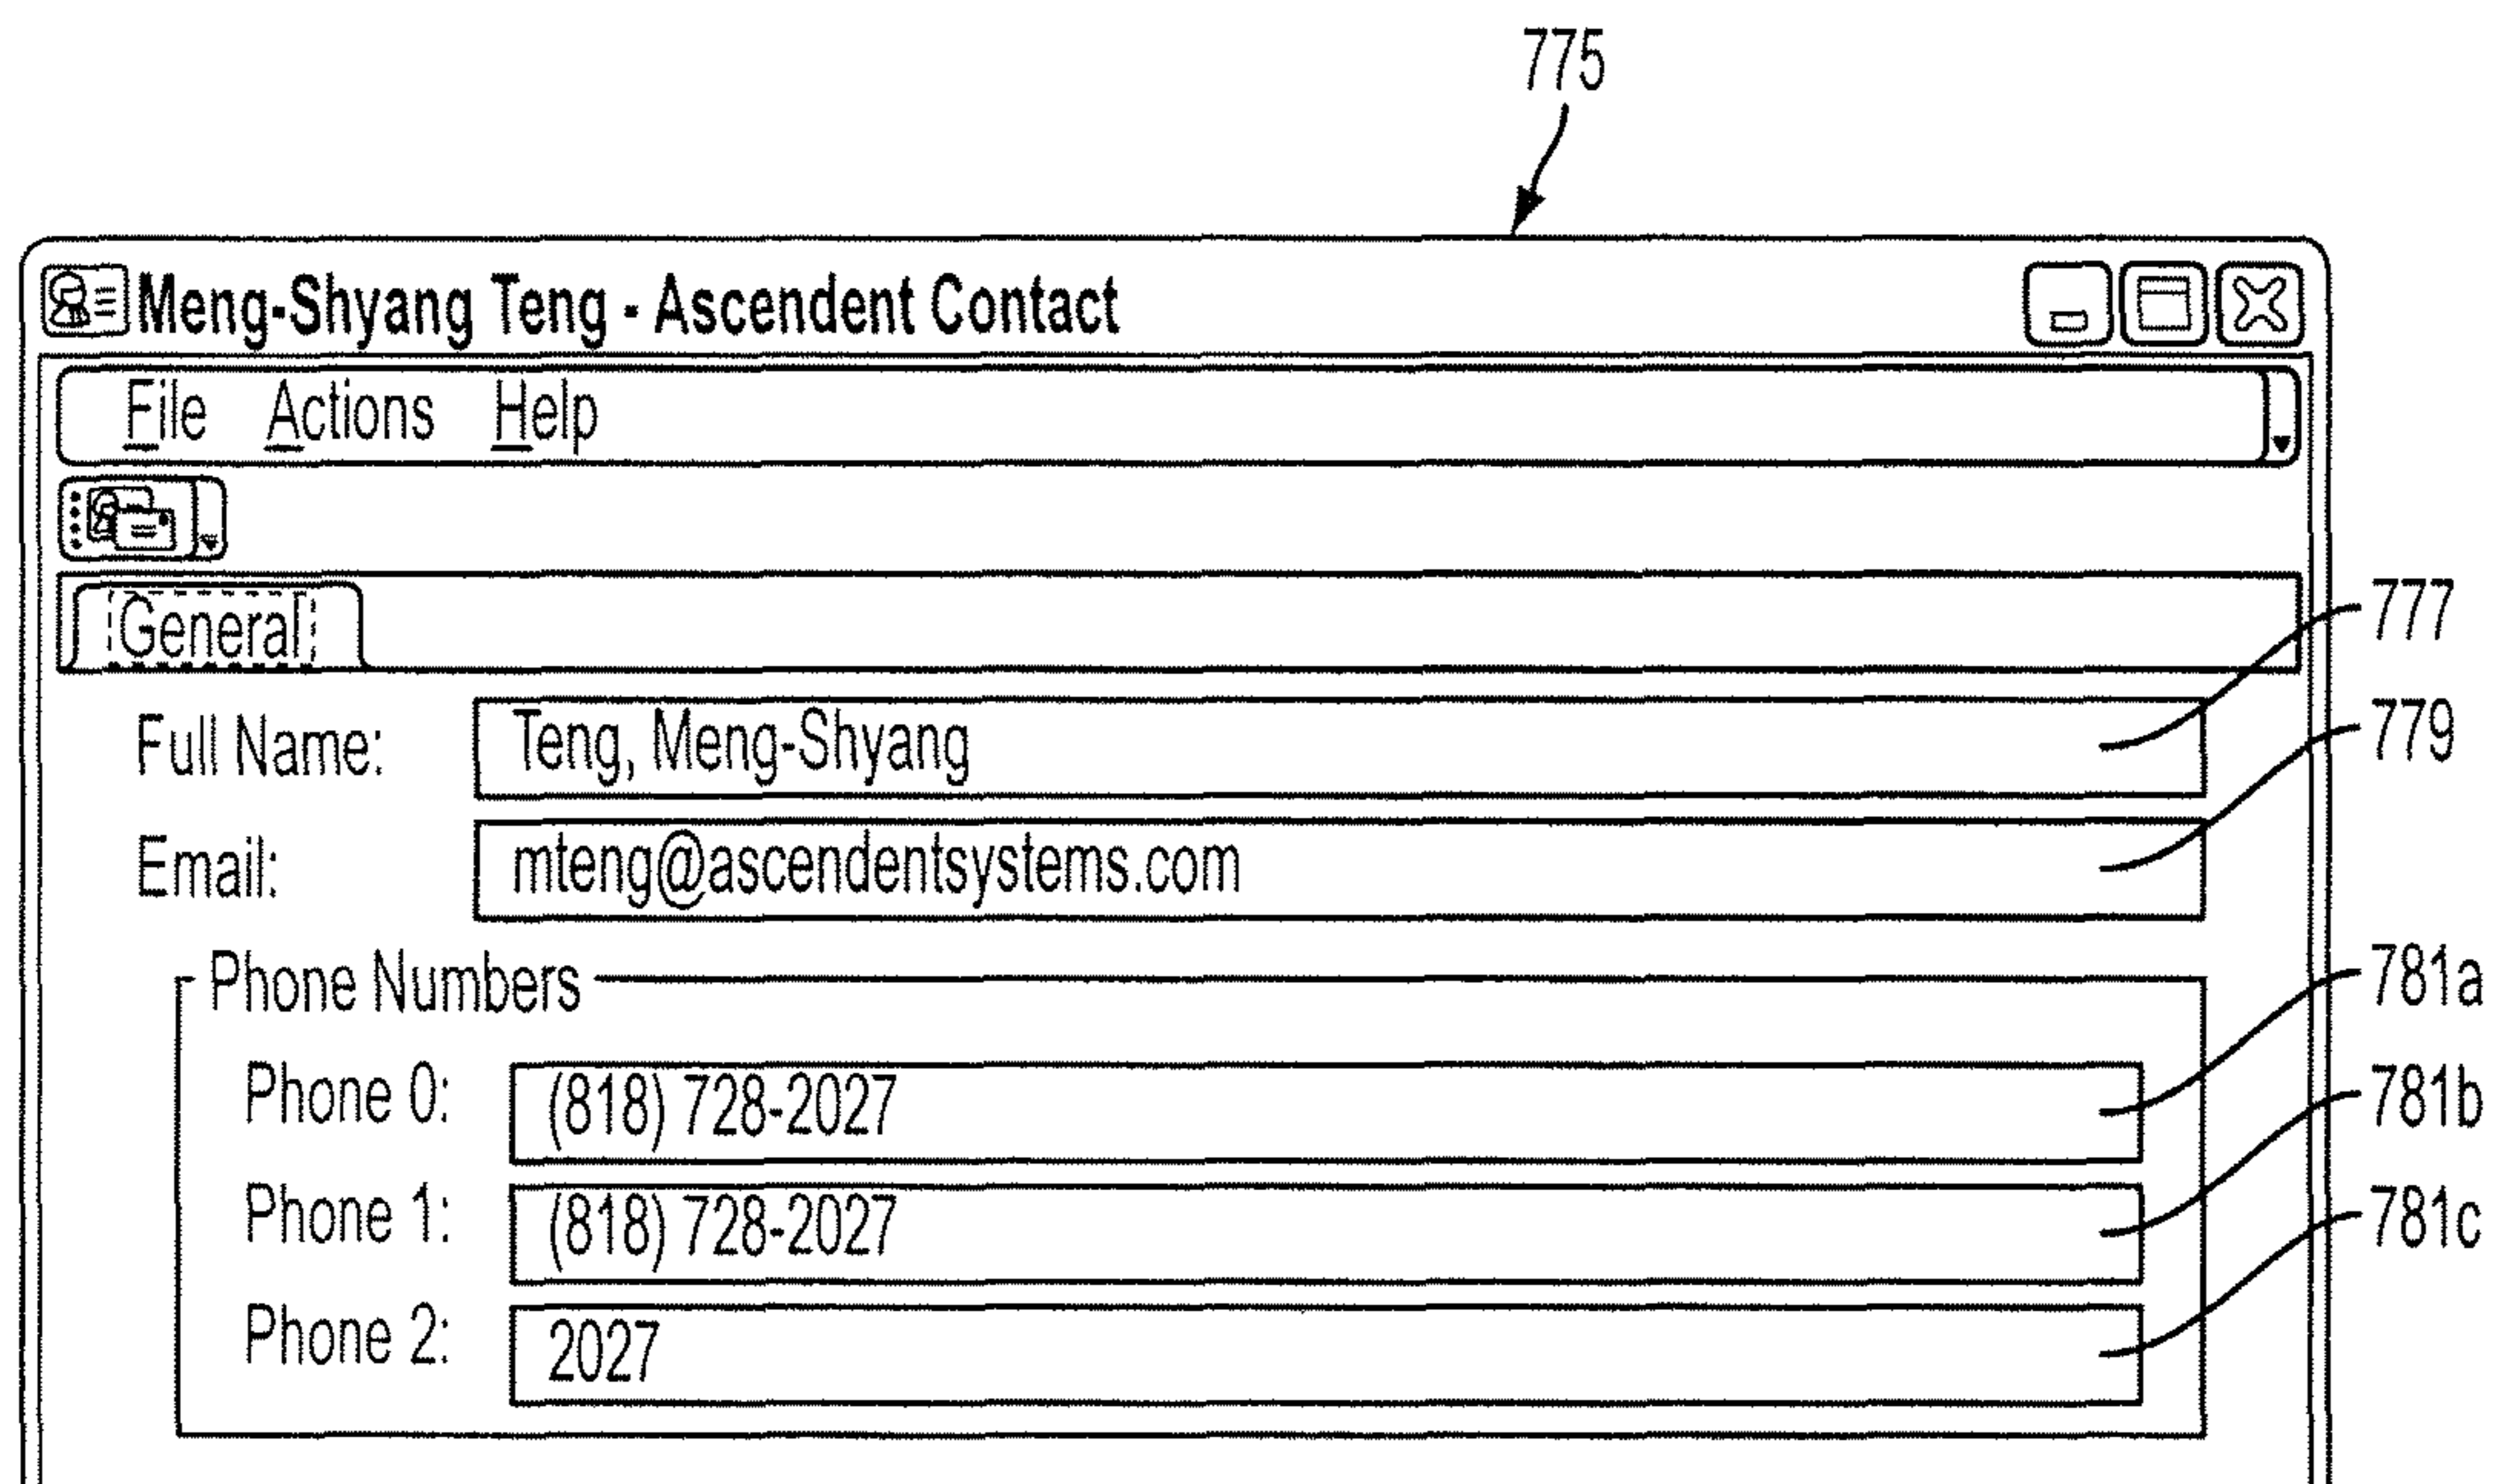 775
Meng-Shyang Teng - Ascendent Contact
File Actions Help
General
777
Full Name: Teng, Meng-Shyang
779
Email: mteng@ascendentsystems.com
Phone Numbers
781a
Phone 0: (818) 728-2027
781b
Phone 1: (818) 728-2027
781c
Phone 2: 2027